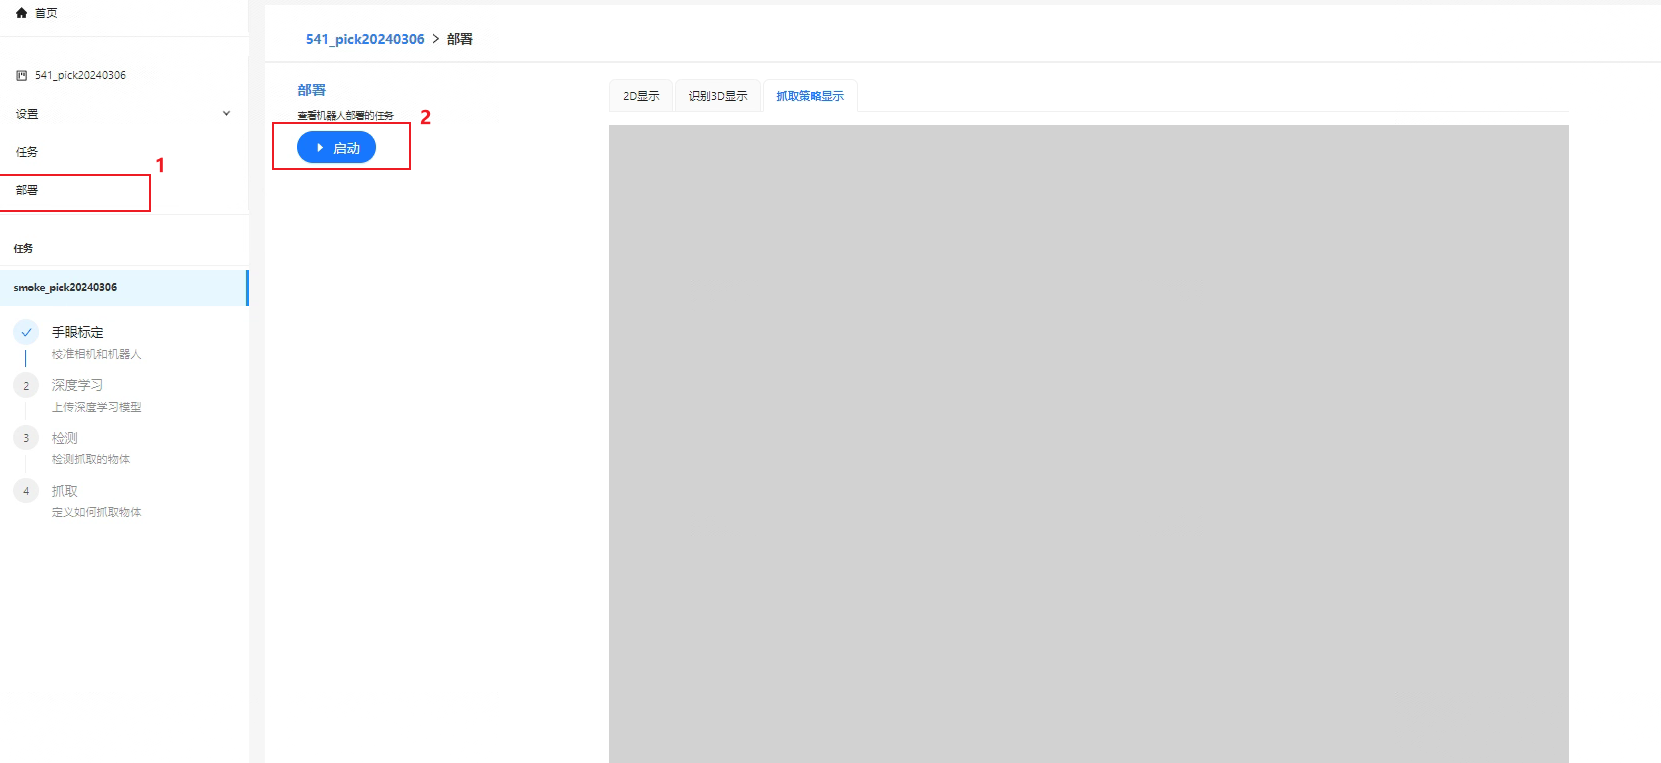 首页
541_pick20240306
设置
任务
1
部署
任务
smoke_pick20240306
手眼标定
校准相机和机器人
2 深度学习
上传深度学习模型
3 检测
检测抓取的物体
4 抓取
定义如何抓取物体
541_pick20240306 > 部署
部署
查看机器人部署的任务
2
启动
2D显示 识别3D显示 抓取策略显示